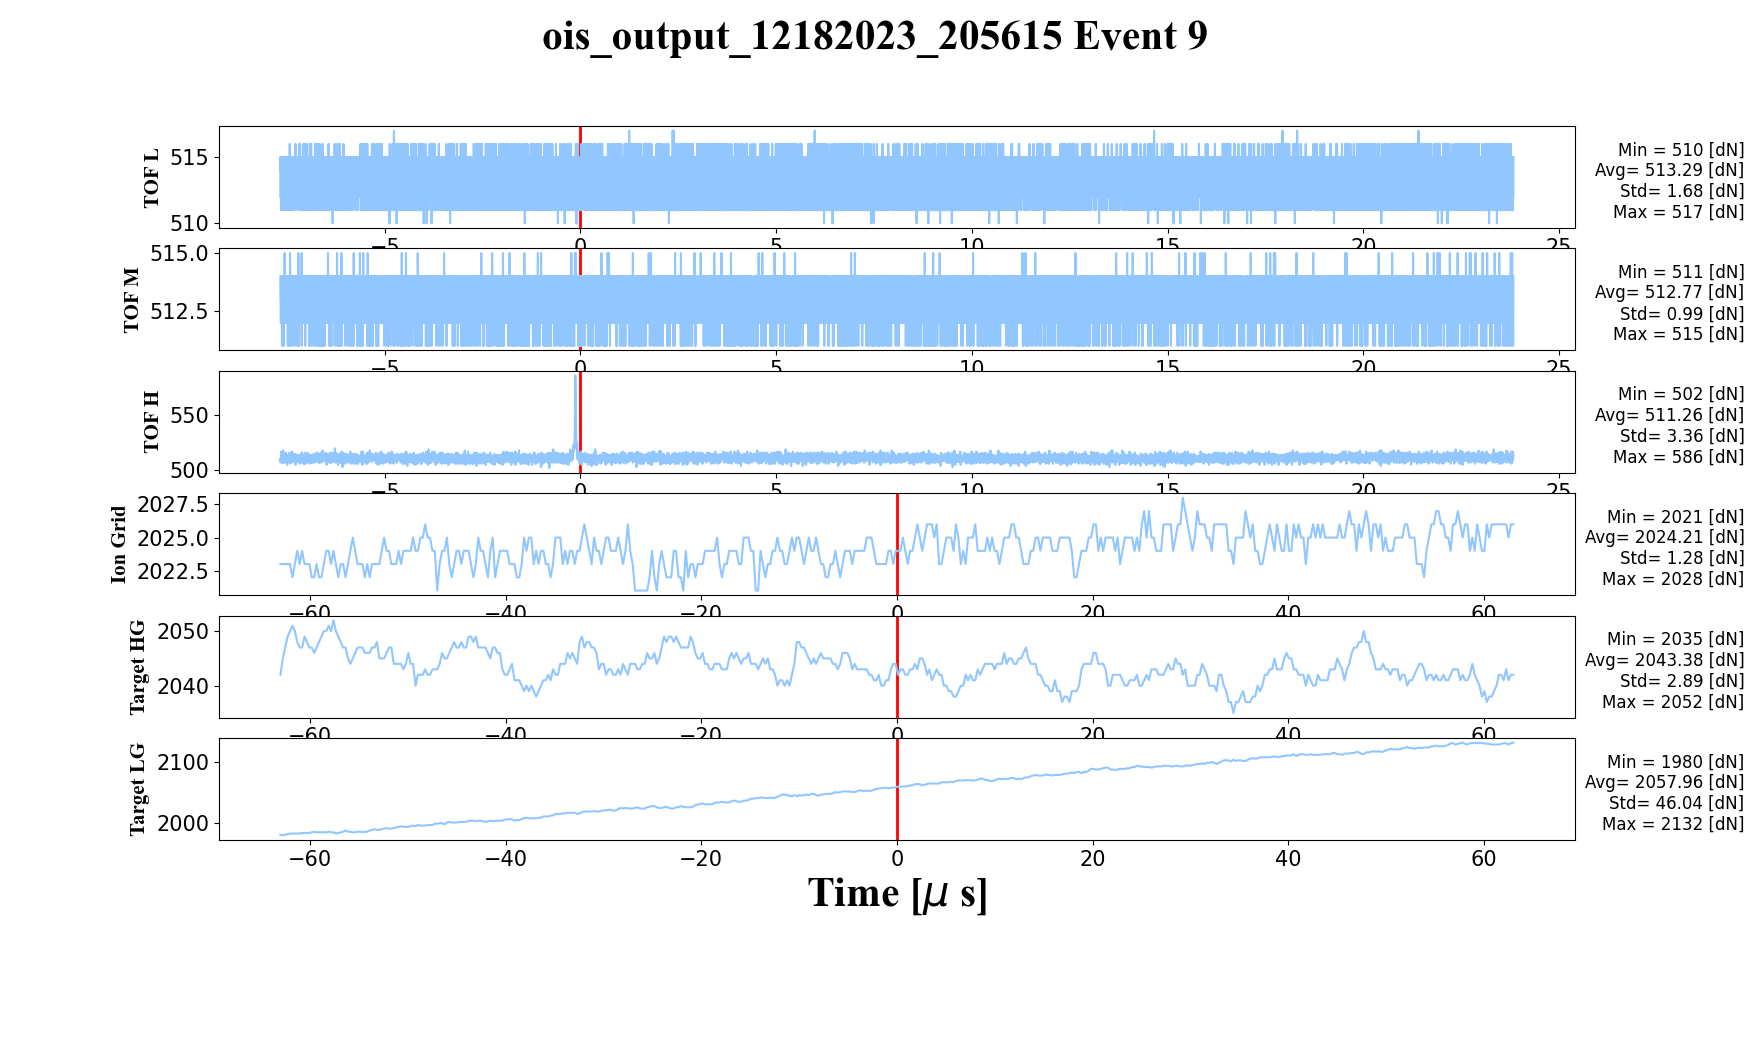 ois_output_12182023_205615 Event 9
TOF L
515
510
−5
0
5
10
15
20
25
Min = 510 [dN]
Avg= 513.29 [dN]
Std= 1.68 [dN]
Max = 517 [dN]
TOF M
515.0
512.5
−5
0
5
10
15
20
25
Min = 511 [dN]
Avg= 512.77 [dN]
Std= 0.99 [dN]
Max = 515 [dN]
TOF H
550
500
−5
0
5
10
15
20
25
Min = 502 [dN]
Avg= 511.26 [dN]
Std= 3.36 [dN]
Max = 586 [dN]
Ion Grid
2027.5
2025.0
2022.5
−60
−40
−20
0
20
40
60
Min = 2021 [dN]
Avg= 2024.21 [dN]
Std= 1.28 [dN]
Max = 2028 [dN]
Target HG
2050
2040
−60
−40
−20
0
20
40
60
Min = 2035 [dN]
Avg= 2043.38 [dN]
Std= 2.89 [dN]
Max = 2052 [dN]
Target LG
2100
2000
−60
−40
−20
0
20
40
60
Min = 1980 [dN]
Avg= 2057.96 [dN]
Std= 46.04 [dN]
Max = 2132 [dN]
Time [μ s]